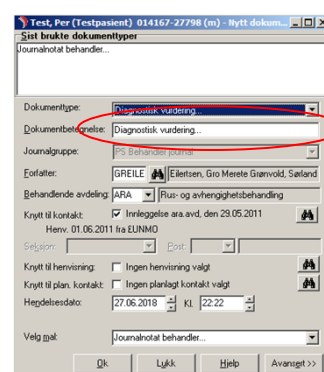 Test, Per (Testpasient) 014167-27798 (m) - Nytt dokum...
Sist brukte dokumenttyper
Journalnotat behandler...
Dokumenttype: Diagnostisk vurdering...
Dokumentbetegnelse: Diagnostisk vurdering...
Journalgruppe: PS Behandler journal
Forfatter: GREILE Eilertsen, Gro Merete Grønvold, Sørland
Behandlende avdeling: ARA Rus- og avhengighetsbehandling
Knytt til kontakt: Innleggelse ara.avd, den 29.05.2011
Henv. 01.06.2011 fra EUNMO
Seksjon: Post:
Knytt til henvisning: Ingen henvisning valgt
Knytt til plan. kontakt: Ingen planlagt kontakt valgt
Hendelsesdato: 27.06.2018 Kl. 22:22
Velg mal: Journalnotat behandler...
Ok Lukk Hjelp Avansert >>